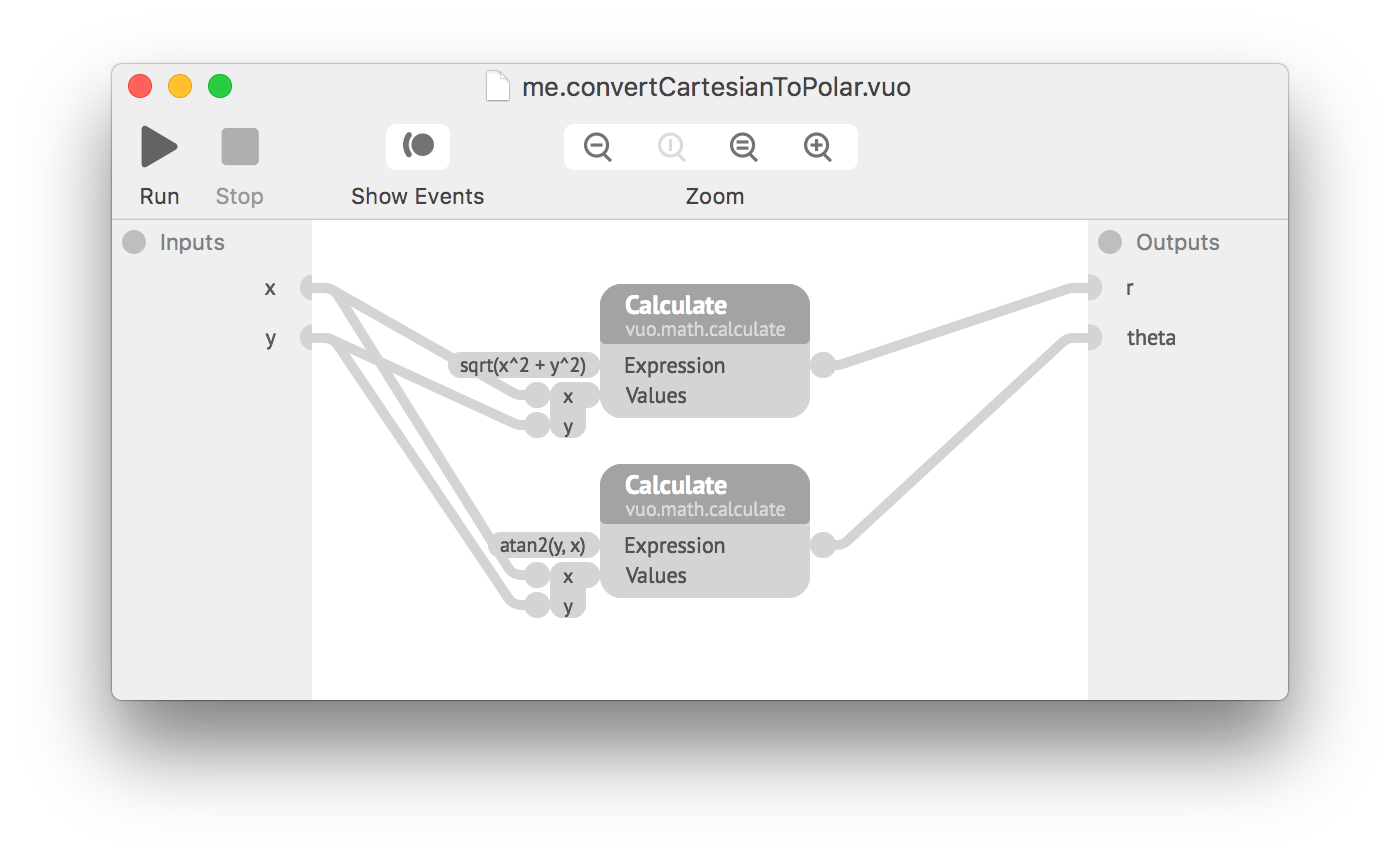 me.convertCartesianToPolar.vuo
Run
Stop
Show Events
Zoom
Inputs
Outputs
x
y
r
theta
Calculate
vuo.math.calculate
sqrt(x^2 + y^2)
Expression
x
Values
y
Calculate
vuo.math.calculate
atan2(y, x)
Expression
x
Values
y